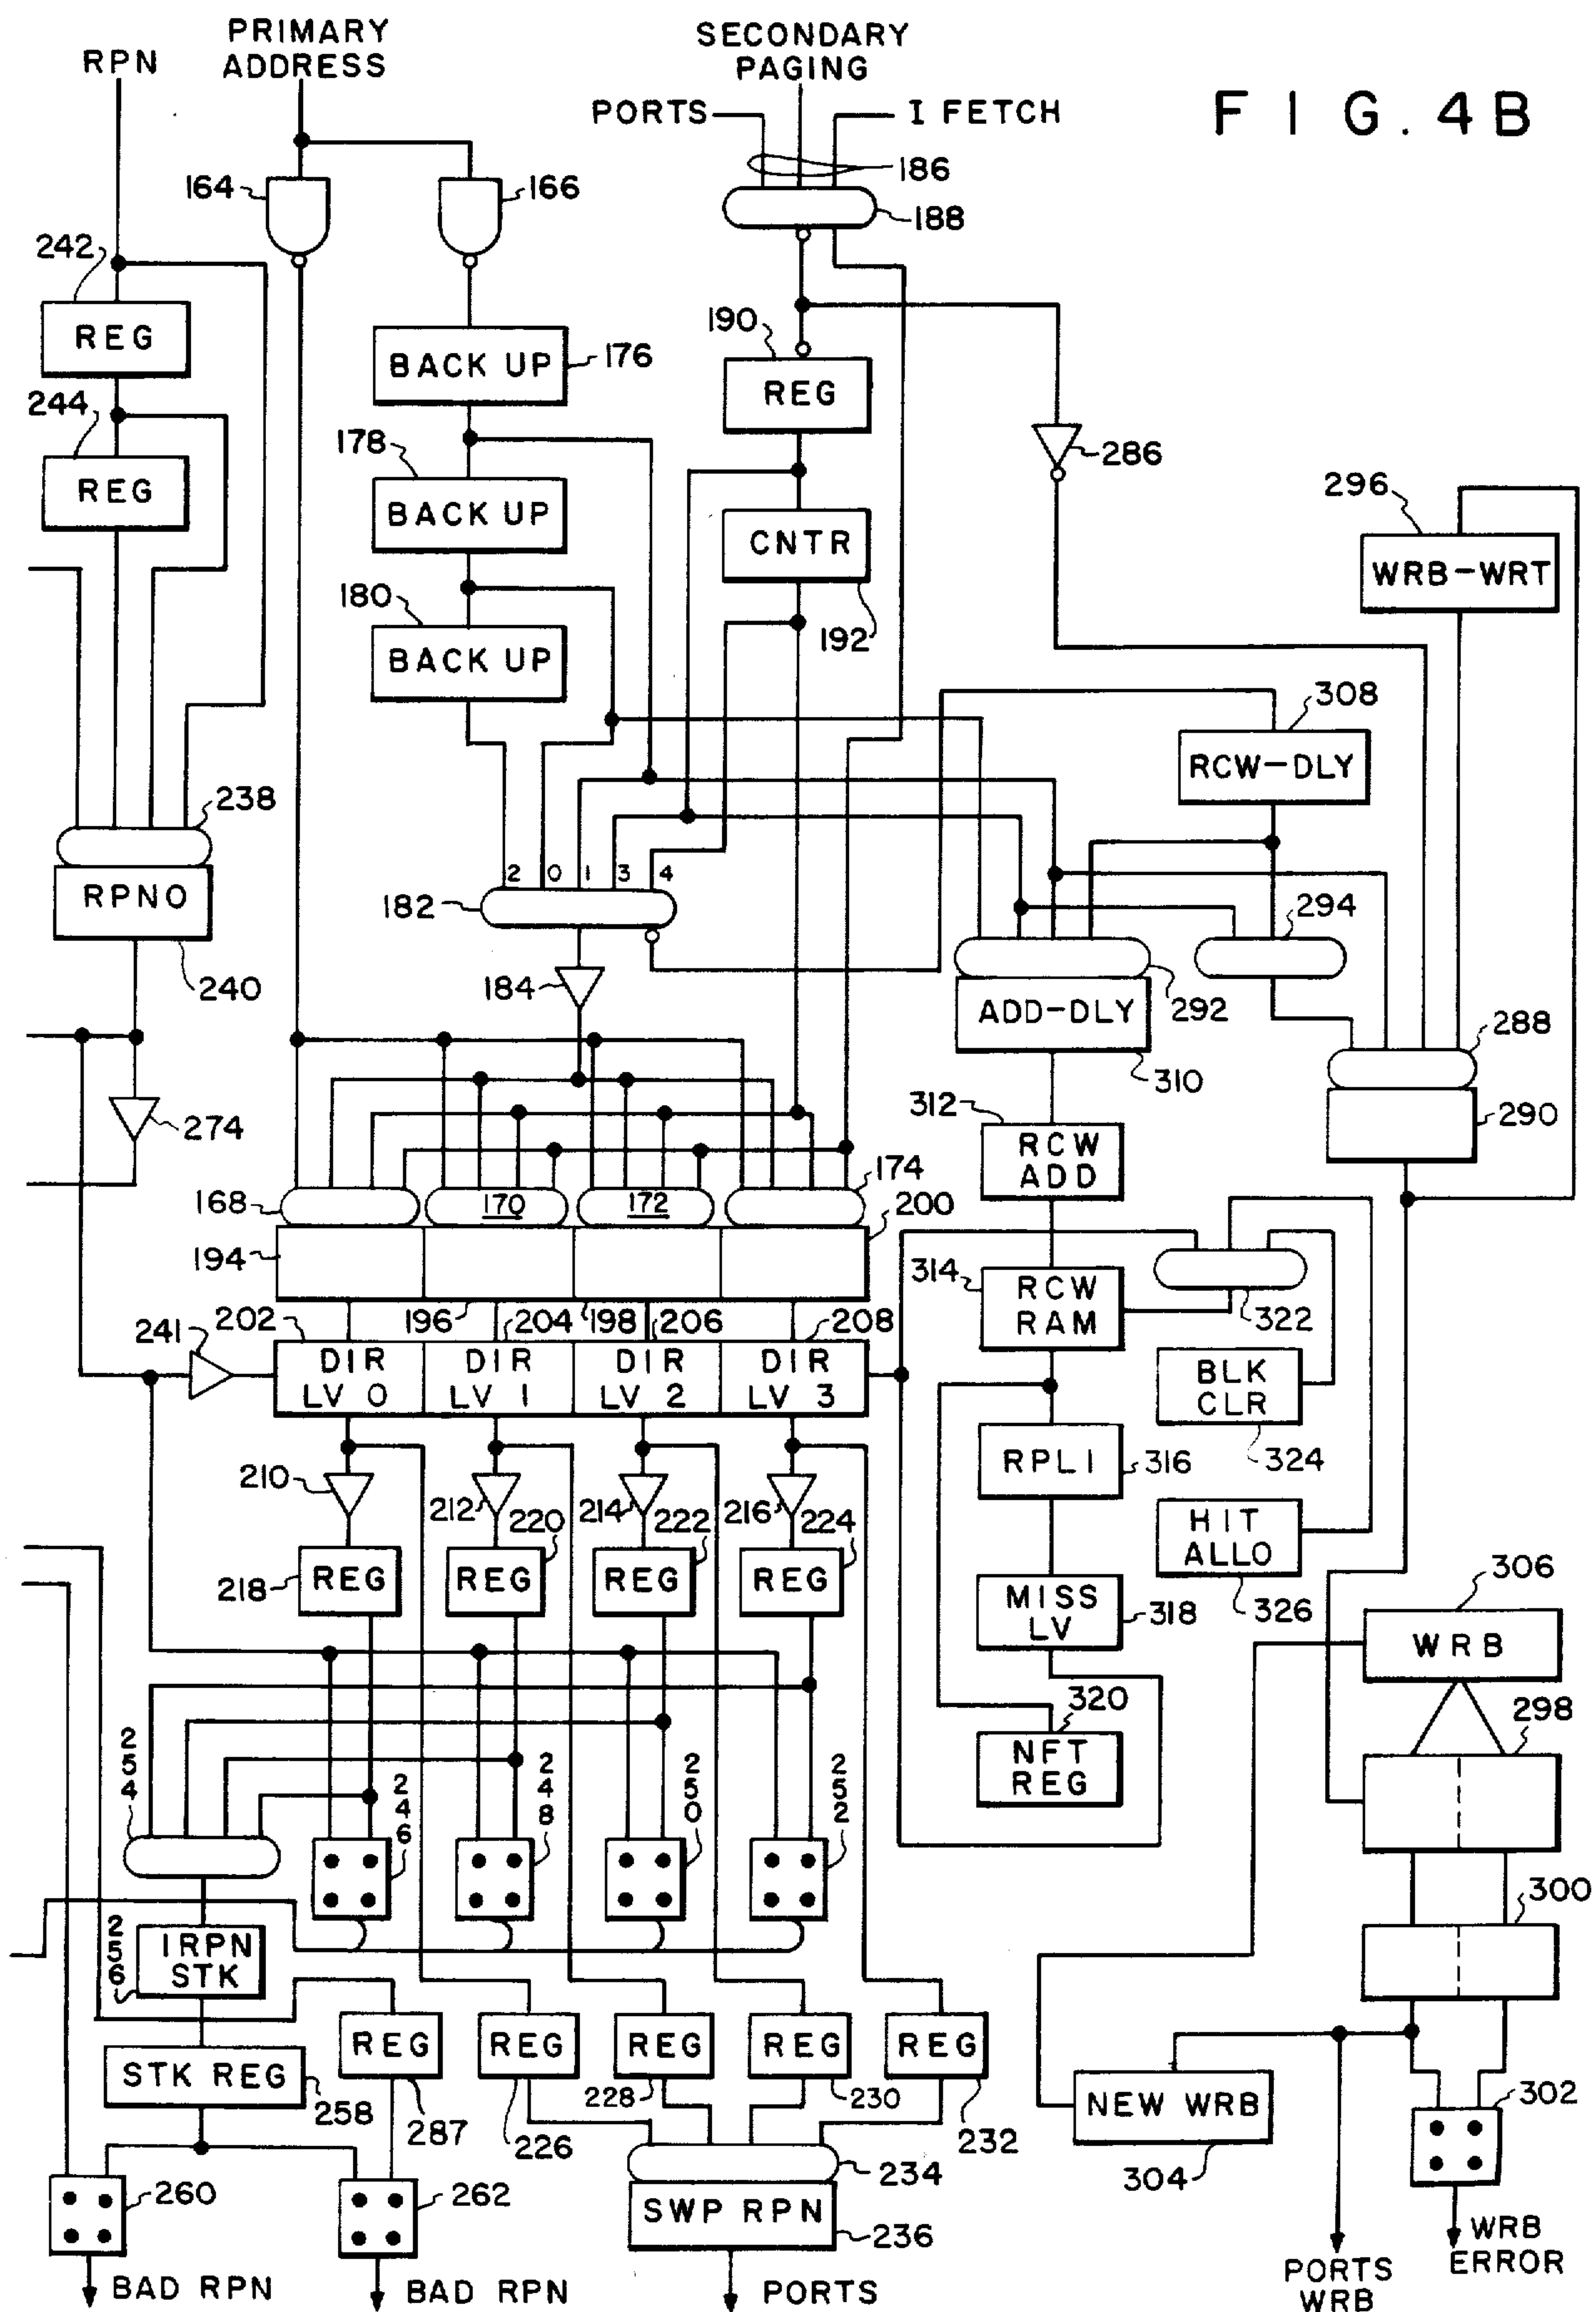 RPN
PRIMARY
ADDRESS
SECONDARY
PAGING
PORTS
I FETCH
FIG. 4B
164
166
186
188
242
REG
BACK UP
176
190
REG
244
REG
178
BACK UP
286
CNTR
296
WRB-WRT
180
BACK UP
192
308
RCW-DLY
238
RPNO
2 0 1 3 4
182
294
240
184
ADD-DLY
292
288
310
274
312
RCW
ADD
290
168
170
172
174
200
194
314
RCW
RAM
322
241
202
196
204
198
206
208
DIR
LV 0
DIR
LV 1
DIR
LV 2
DIR
LV 3
BLK
CLR
324
210
212
214
216
RPLI
316
220
222
224
HIT
ALLO
326
218
REG
REG
REG
REG
MISS
LV
318
306
WRB
320
298
NFT
REG
254
246
248
250
252
300
256
IRPN
STK
REG
REG
REG
REG
REG
STK REG
258
287
226
228
230
232
NEW WRB
304
302
260
262
234
SWP RPN
236
BAD RPN
BAD RPN
PORTS
PORTS
WRB
WRB
ERROR